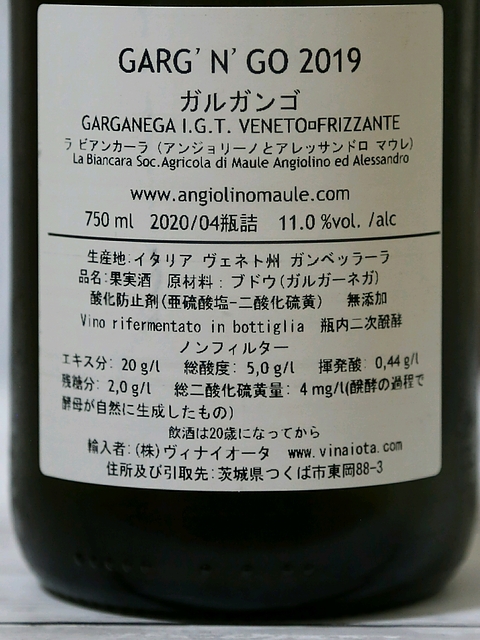 GARG' N' GO 2019
ガルガンゴ
GARGANEGA I.G.T. VENETO¤FRIZZANTE
ラ ビアンカーラ (アンジョリーノとアレッサンドロ マウレ)
La Biancara Soc.Agricola di Maule Angiolino ed Alessandro
www.angiolinomaule.com
750 ml 2020/04瓶詰 11.0 %vol. /alc
生産地:イタリア ヴェネト州 ガンベッラーラ
品名:果実酒 原材料: ブドウ(ガルガーネガ)
酸化防止剤(亜硫酸塩-二酸化硫黄) 無添加
Vino rifermentato in bottiglia 瓶内二次醗酵
ノンフィルター
エキス分: 20 g/l 総酸度: 5,0 g/l 揮発酸: 0,44 g/l
残糖分: 2,0 g/l 総二酸化硫黄量: 4 mg/l(醗酵の過程で
酵母が自然に生成したもの)
飲酒は20歳になってから
輸入者:(株)ヴィナイオータ www.vinaiota.com
住所及び引取先:茨城県つくば市東岡88-3